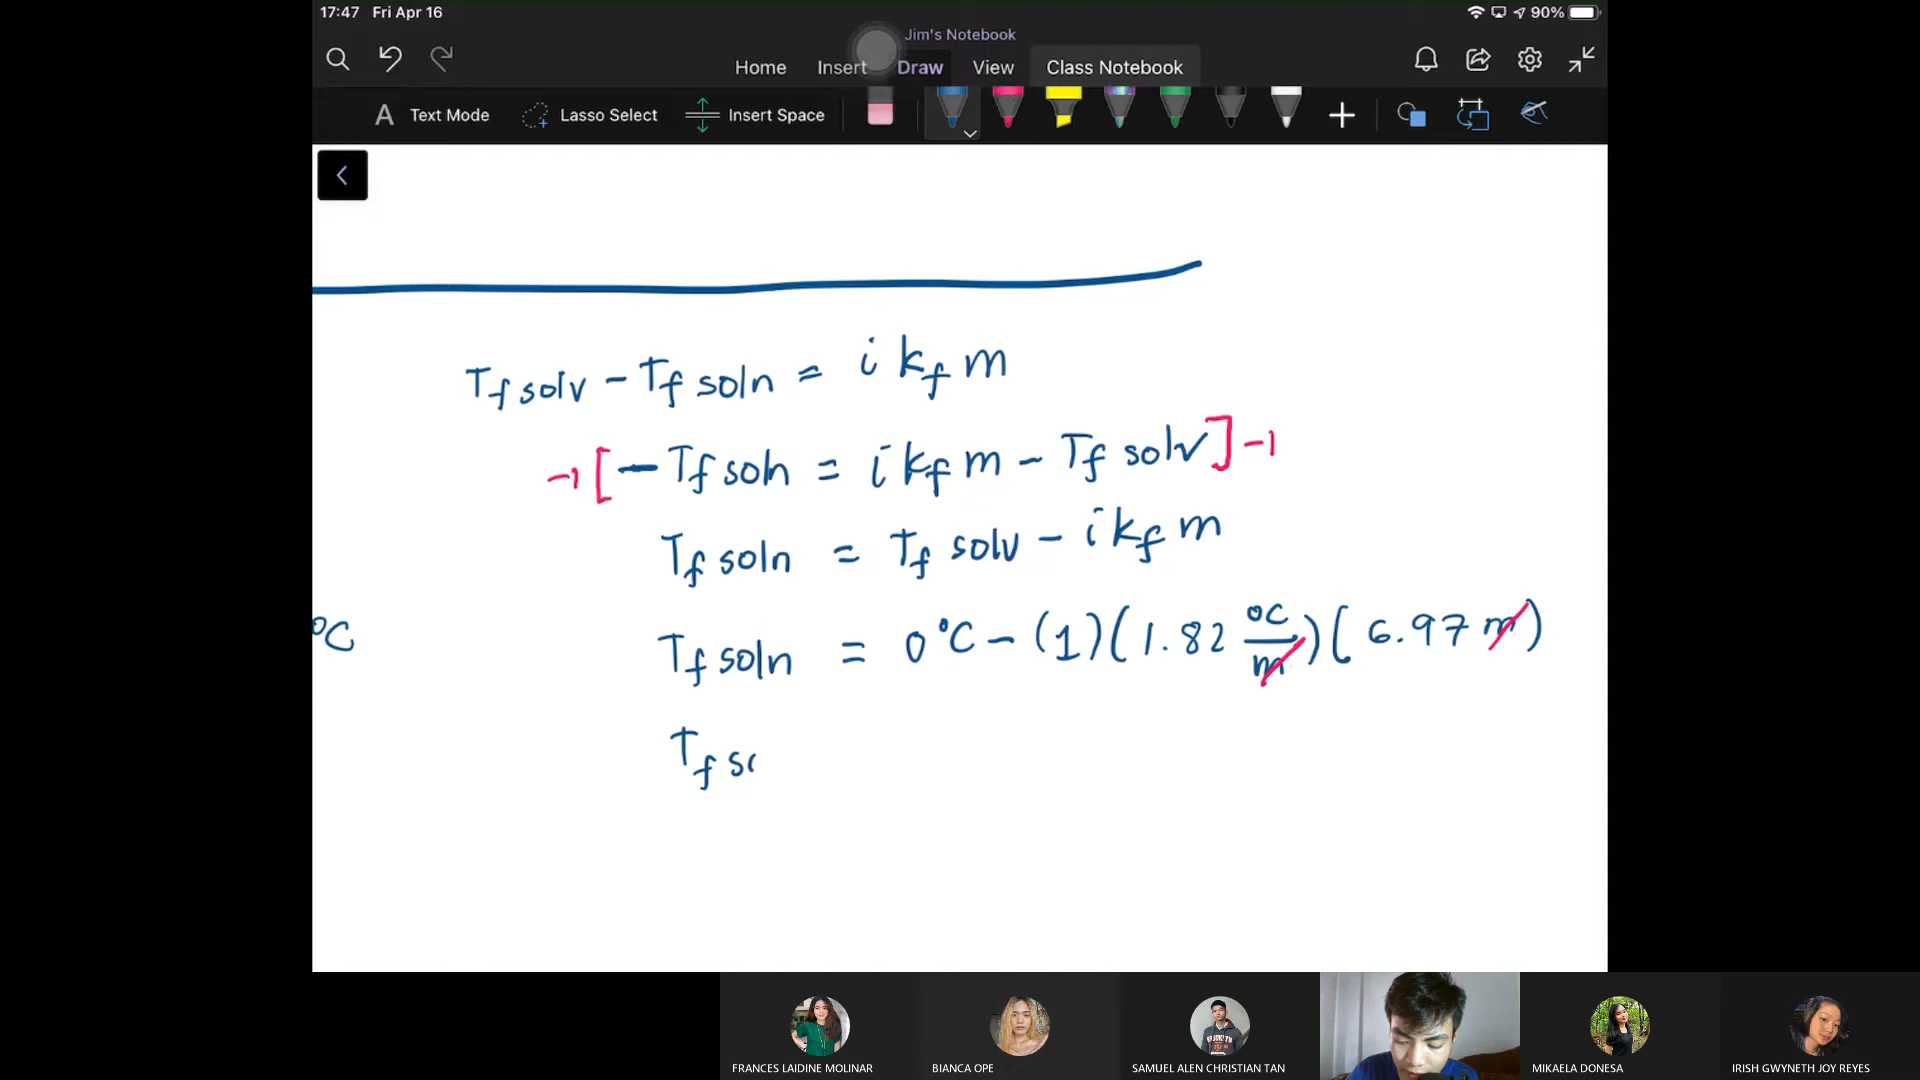 17:47 Fri Apr 16
90%
Jim's Notebook
Home Insert Draw View Class Notebook
A Text Mode Lasso Select Insert Space
Tf solv - Tf soln = i kf m
-1 [ - Tf soln = i kf m - Tf solv ] -1
Tf soln = Tf solv - i kf m
°C
Tf soln = 0 °C - (1)(1.82 °C/m)(6.97 m)
Tf so
FRANCES LAIDINE MOLINAR
BIANCA OPE
SAMUEL ALEN CHRISTIAN TAN
MIKAELA DONESA
IRISH GWYNETH JOY REYES